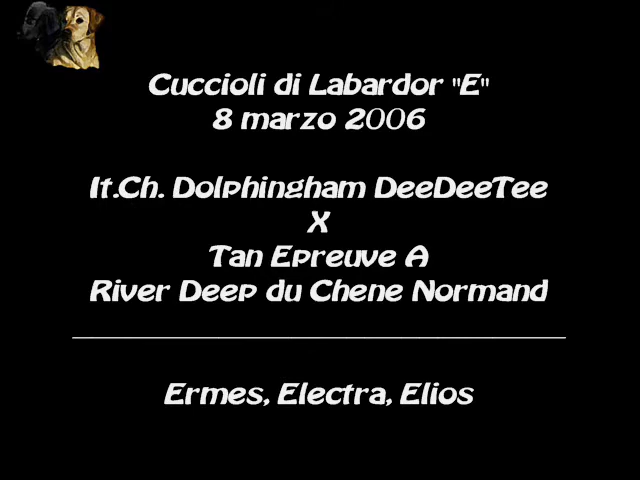 Cuccioli di Labardor "E"
8 marzo 2006
It.Ch. Dolphingham DeeDeeTee
X
Tan Epreuve A
River Deep du Chene Normand
Ermes, Electra, Elios